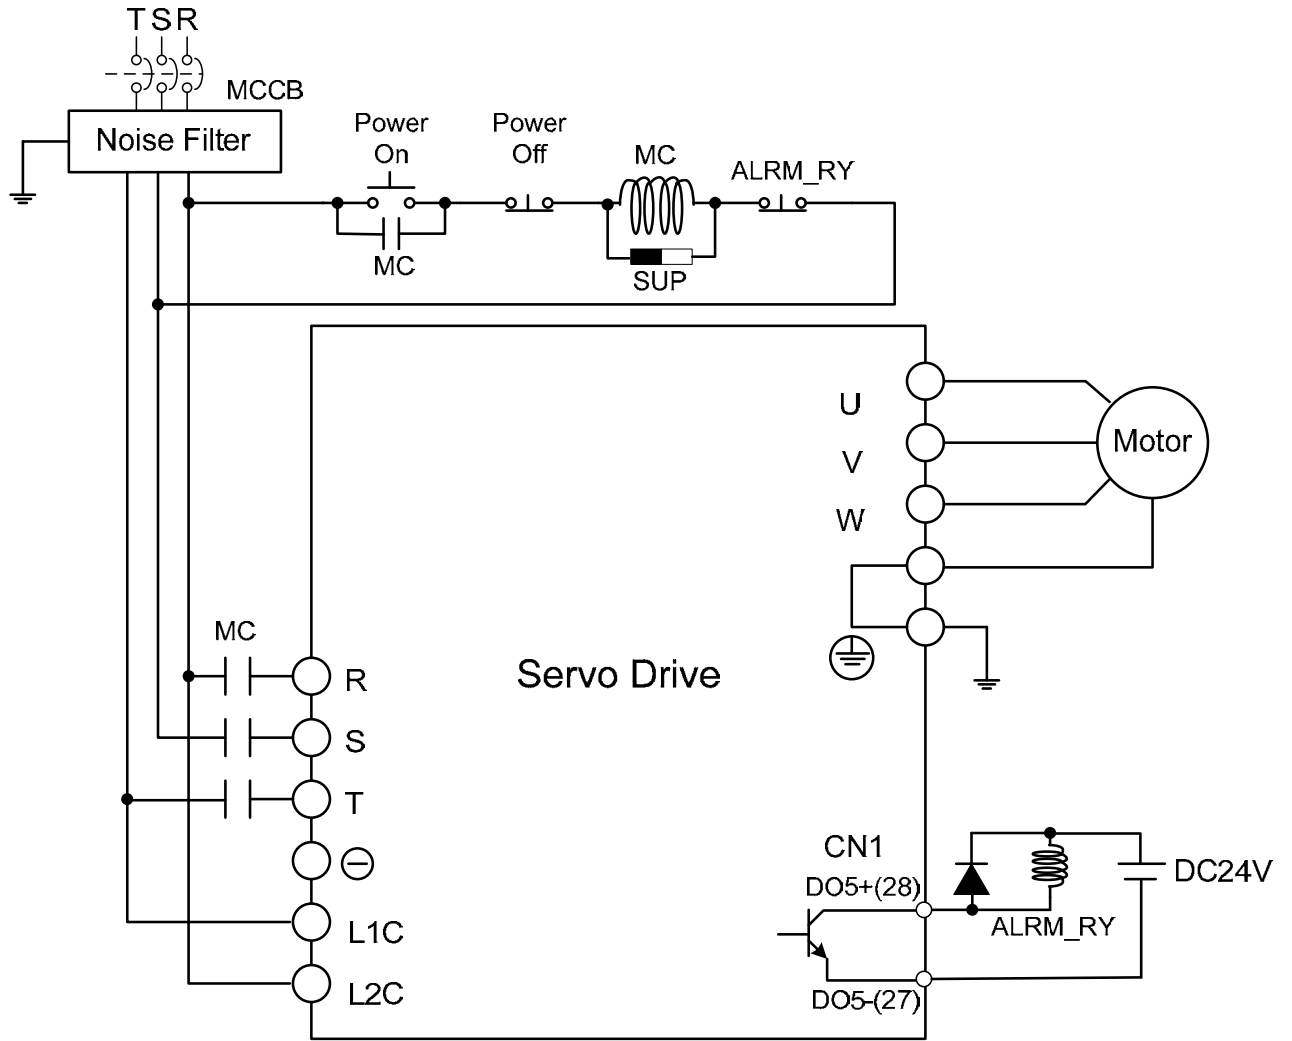 T S R
MCCB
Noise Filter
Power
On
Power
Off
MC
ALRM_RY
MC
SUP
U
V
W
Motor
MC
R
S
T
Servo Drive
L1C
L2C
CN1
DO5+(28)
DO5-(27)
ALRM_RY
DC24V